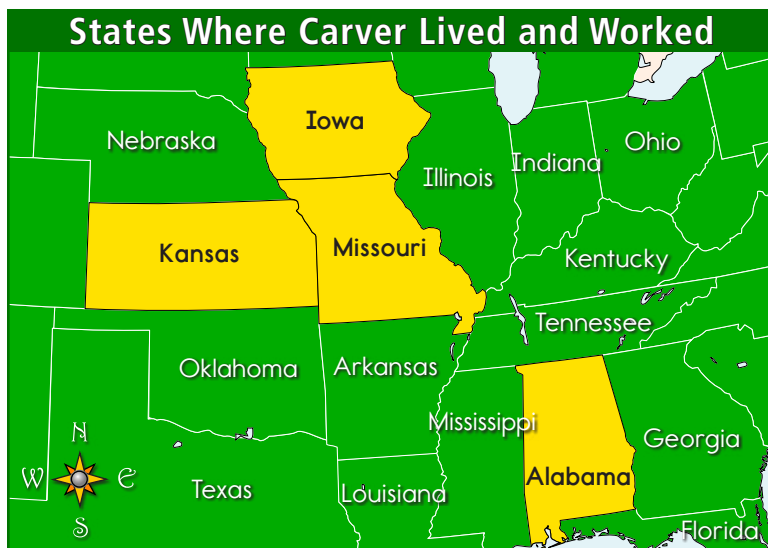 States Where Carver Lived and Worked
Iowa
Nebraska
Ohio
Indiana
Illinois
Missouri
Kansas
Kentucky
Tennessee
Arkansas
Oklahoma
Mississippi
N
Georgia
W
E
Alabama
Texas
Louisiana
S
Florida